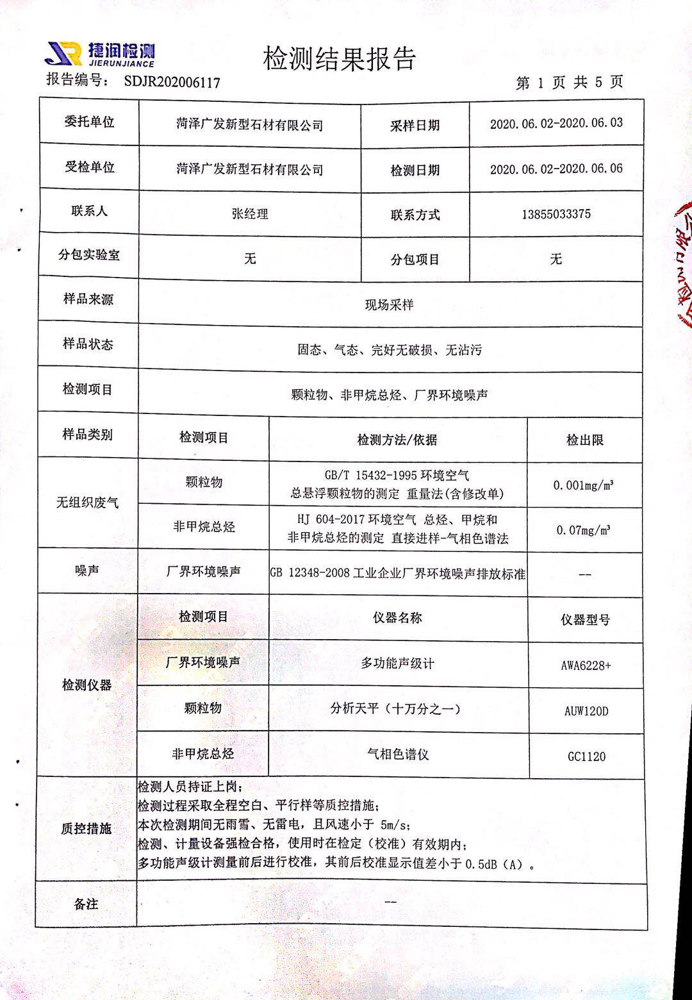 捷润检测
JIERUNJIANCE
检测结果报告
报告编号： SDJR202006117
第 1 页 共 5 页
委托单位 菏泽广发新型石材有限公司 采样日期 2020.06.02-2020.06.03
受检单位 菏泽广发新型石材有限公司 检测日期 2020.06.02-2020.06.06
联系人 张经理 联系方式 13855033375
分包实验室 无 分包项目 无
样品来源 现场采样
样品状态 固态、气态、完好无破损、无沾污
检测项目 颗粒物、非甲烷总烃、厂界环境噪声
样品类别 检测项目 检测方法/依据 检出限
无组织废气
颗粒物
GB/T 15432-1995 环境空气
总悬浮颗粒物的测定 重量法(含修改单)
0.001mg/m³
非甲烷总烃
HJ 604-2017 环境空气 总烃、甲烷和
非甲烷总烃的测定 直接进样-气相色谱法
0.07mg/m³
噪声 厂界环境噪声 GB 12348-2008 工业企业厂界环境噪声排放标准 --
检测仪器
检测项目 仪器名称 仪器型号
厂界环境噪声 多功能声级计 AWA6228+
颗粒物 分析天平（十万分之一） AUW120D
非甲烷总烃 气相色谱仪 GC1120
质控措施
检测人员持证上岗；
检测过程采取全程空白、平行样等质控措施；
本次检测期间无雨雪、无雷电，且风速小于 5m/s；
检测、计量设备强检合格，使用时在检定（校准）有效期内；
多功能声级计测量前后进行校准，其前后校准显示值差小于 0.5dB（A）。
备注 --